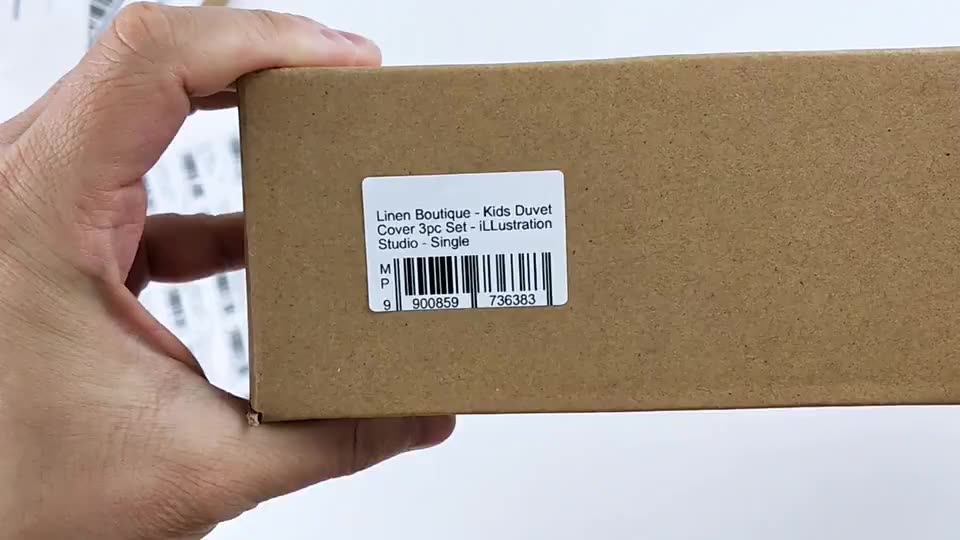 Linen Boutique - Kids Duvet
Cover 3pc Set - iLLustration
Studio - Single
M
P
9 900859 736383